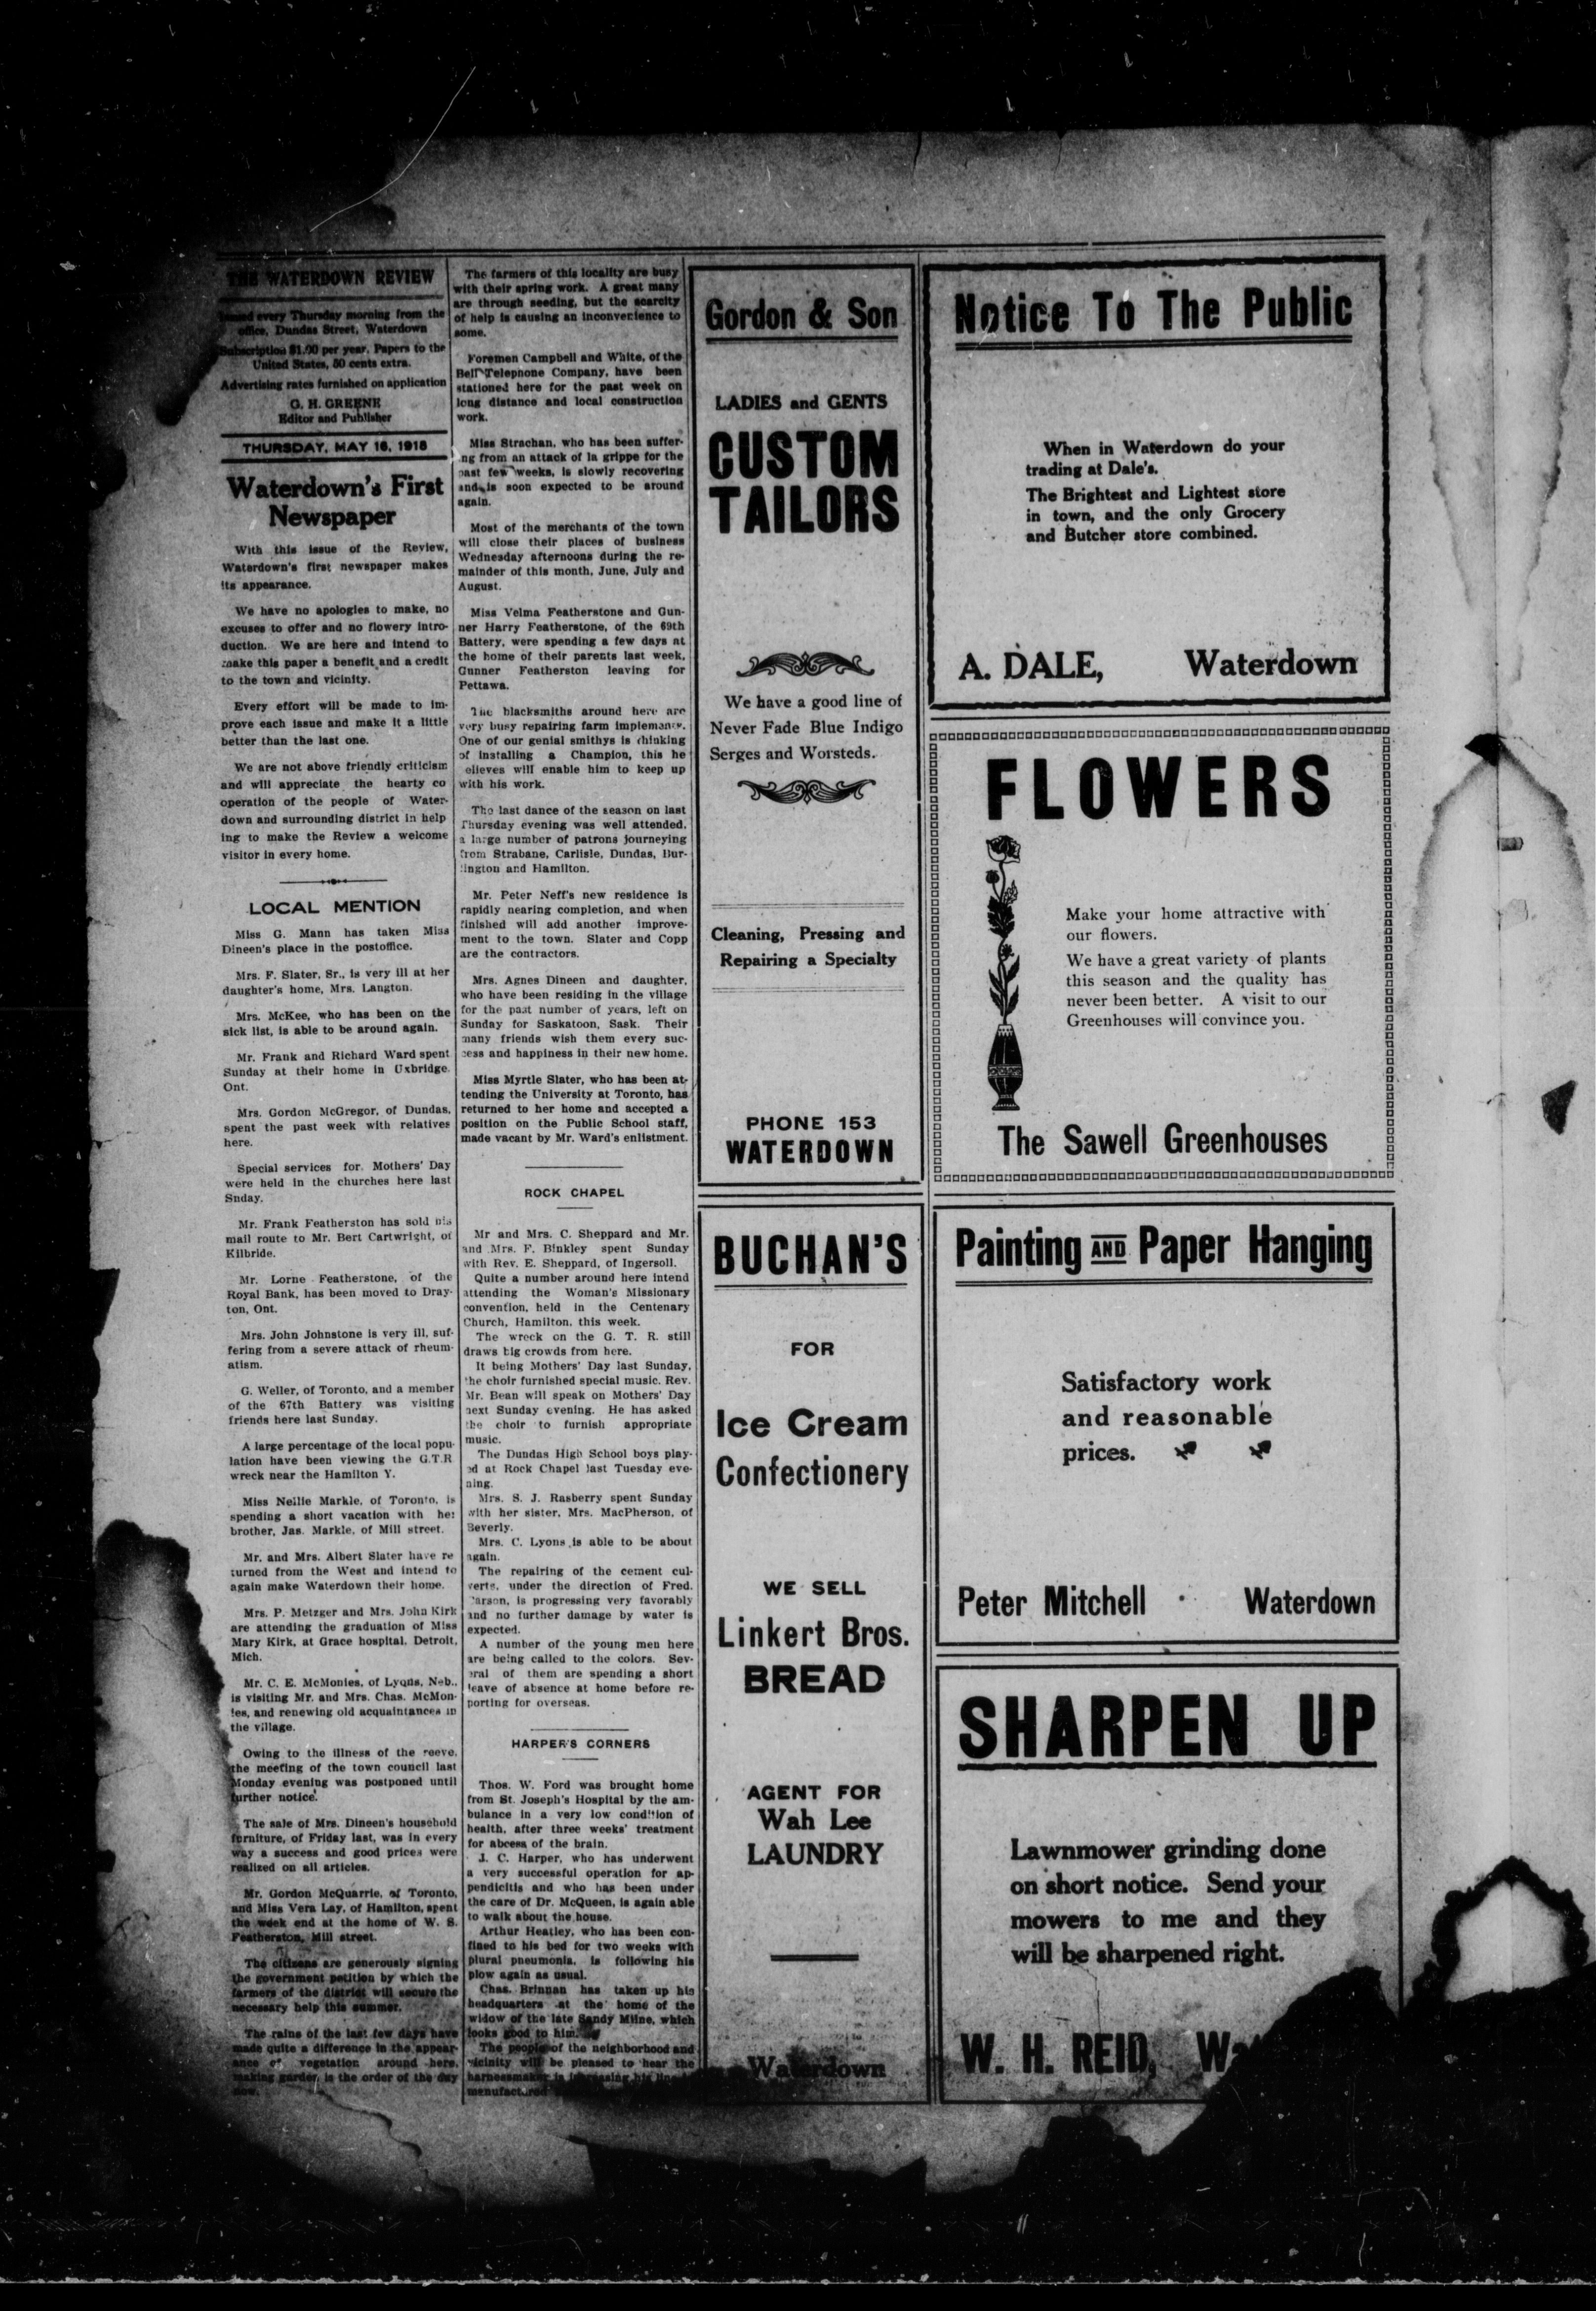 THE WATERDOWN REVIEW
Issued every Thursday morning from the
office, Dundas Street, Waterdown
Subscription $1.00 per year. Papers to the
United States, 50 cents extra.
Advertising rates furnished on application
G. H. GREENE
Editor and Publisher
THURSDAY, MAY 16, 1918
Waterdown's First
Newspaper
With this issue of the Review,
Waterdown's first newspaper makes
its appearance.
We have no apologies to make, no
excuses to offer and no flowery intro-
duction. We are here and intend to
make this paper a benefit and a credit
to the town and vicinity.
Every effort will be made to im-
prove each issue and make it a little
better than the last one.
We are not above friendly criticism
and will appreciate the hearty co
operation of the people of Water-
down and surrounding district in help
ing to make the Review a welcome
visitor in every home.
LOCAL MENTION
Miss G. Mann has taken Miss
Dineen's place in the postoffice.
Mrs. F. Slater, Sr., is very ill at her
daughter's home, Mrs. Langton.
Mrs. McKee, who has been on the
sick list, is able to be around again.
Mr. Frank and Richard Ward spent
Sunday at their home in Uxbridge,
Ont.
Mrs. Gordon McGregor, of Dundas,
spent the past week with relatives
here.
Special services for Mothers' Day
were held in the churches here last
Snday.
Mr. Frank Featherston has sold his
mail route to Mr. Bert Cartwright, of
Kilbride.
Mr. Lorne Featherstone, of the
Royal Bank, has been moved to Dray-
ton, Ont.
Mrs. John Johnstone is very ill, suf-
fering from a severe attack of rheum-
atism.
G. Weller, of Toronto, and a member
of the 67th Battery was visiting
friends here last Sunday.
A large percentage of the local popu-
lation have been viewing the G.T.R
wreck near the Hamilton Y.
Miss Nellie Markle, of Toronto, is
spending a short vacation with her
brother, Jas. Markle, of Mill street.
Mr. and Mrs. Albert Slater have re
turned from the West and intend to
again make Waterdown their home.
Mrs. P. Metzger and Mrs. John Kirk
are attending the graduation of Miss
Mary Kirk, at Grace hospital, Detroit,
Mich.
Mr. C. E. McMonies, of Lyons, Neb.,
is visiting Mr. and Mrs. Chas. McMon-
ies, and renewing old acquaintances in
the village.
Owing to the illness of the reeve,
the meeting of the town council last
Monday evening was postponed until
further notice.
The sale of Mrs. Dineen's household
furniture, of Friday last, was in every
way a success and good prices were
realized on all articles.
Mr. Gordon McQuarrie, of Toronto,
and Miss Vera Lay, of Hamilton, spent
the week end at the home of W. S.
Featherston, Mill street.
The citizens are generously signing
the government petition by which the
farmers of the district will secure the
necessary help this summer.
The rains of the last few days have
made quite a difference in the appear-
ance of vegetation around here,
making garden is the order of the day
now.
The farmers of this locality are busy
with their spring work. A great many
are through seeding, but the scarcity
of help is causing an inconvenience to
some.
Foremen Campbell and White, of the
Bell Telephone Company, have been
stationed here for the past week on
long distance and local construction
work.
Miss Strachan, who has been suffer-
ing from an attack of la grippe for the
past few weeks, is slowly recovering
and is soon expected to be around
again.
Most of the merchants of the town
will close their places of business
Wednesday afternoons during the re-
mainder of this month, June, July and
August.
Miss Velma Featherstone and Gun-
ner Harry Featherstone, of the 69th
Battery, were spending a few days at
the home of their parents last week,
Gunner Featherston leaving for
Pettawa.
The blacksmiths around here are
very busy repairing farm implements.
One of our genial smithys is thinking
of installing a Champion, this he
elieves will enable him to keep up
with his work.
The last dance of the season on last
Thursday evening was well attended,
a large number of patrons journeying
from Strabane, Carlisle, Dundas, Bur-
lington and Hamilton.
Mr. Peter Neff's new residence is
rapidly nearing completion, and when
finished will add another improve-
ment to the town. Slater and Copp
are the contractors.
Mrs. Agnes Dineen and daughter,
who have been residing in the village
for the past number of years, left on
Sunday for Saskatoon, Sask. Their
many friends wish them every suc-
cess and happiness in their new home.
Miss Myrtle Slater, who has been at-
tending the University at Toronto, has
returned to her home and accepted a
position on the Public School staff,
made vacant by Mr. Ward's enlistment.
ROCK CHAPEL
Mr and Mrs. C. Sheppard and Mr.
and Mrs. F. Binkley spent Sunday
with Rev. E. Sheppard, of Ingersoll.
Quite a number around here intend
attending the Woman's Missionary
convention, held in the Centenary
Church, Hamilton, this week.
The wreck on the G. T. R. still
draws big crowds from here.
It being Mothers' Day last Sunday,
the choir furnished special music. Rev.
Mr. Bean will speak on Mothers' Day
next Sunday evening. He has asked
the choir to furnish appropriate
music.
The Dundas High School boys play-
ed at Rock Chapel last Tuesday eve-
ning.
Mrs. S. J. Rasberry spent Sunday
with her sister, Mrs. MacPherson, of
Beverly.
Mrs. C. Lyons is able to be about
again.
The repairing of the cement cul-
verts, under the direction of Fred.
Carson, is progressing very favorably
and no further damage by water is
expected.
A number of the young men here
are being called to the colors. Sev-
eral of them are spending a short
leave of absence at home before re-
porting for overseas.
HARPER'S CORNERS
Thos. W. Ford was brought home
from St. Joseph's Hospital by the am-
bulance in a very low condition of
health, after three weeks' treatment
for abcess of the brain.
J. C. Harper, who has underwent
a very successful operation for ap-
pendicitis and who has been under
the care of Dr. McQueen, is again able
to walk about the house.
Arthur Heatley, who has been con-
fined to his bed for two weeks with
plural pneumonia, is following his
plow again as usual.
Chas. Brinnan has taken up his
headquarters at the home of the
widow of the late Sandy Milne, which
looks good to him.
The people of the neighborhood and
vicinity will be pleased to hear the
harnessmaker is increasing his
manufactured
Gordon & Son
LADIES and GENTS
CUSTOM
TAILORS
We have a good line of
Never Fade Blue Indigo
Serges and Worsteds.
Cleaning, Pressing and
Repairing a Specialty
PHONE 153
WATERDOWN
BUCHAN'S
FOR
Ice Cream
Confectionery
WE SELL
Linkert Bros.
BREAD
AGENT FOR
Wah Lee
LAUNDRY
Waterdown
Notice To The Public
When in Waterdown do your
trading at Dale's.
The Brightest and Lightest store
in town, and the only Grocery
and Butcher store combined.
A. DALE, Waterdown
FLOWERS
Make your home attractive with
our flowers.
We have a great variety of plants
this season and the quality has
never been better. A visit to our
Greenhouses will convince you.
The Sawell Greenhouses
Painting AND Paper Hanging
Satisfactory work
and reasonable
prices.
Peter Mitchell Waterdown
SHARPEN UP
Lawnmower grinding done
on short notice. Send your
mowers to me and they
will be sharpened right.
W. H. REID, Wa